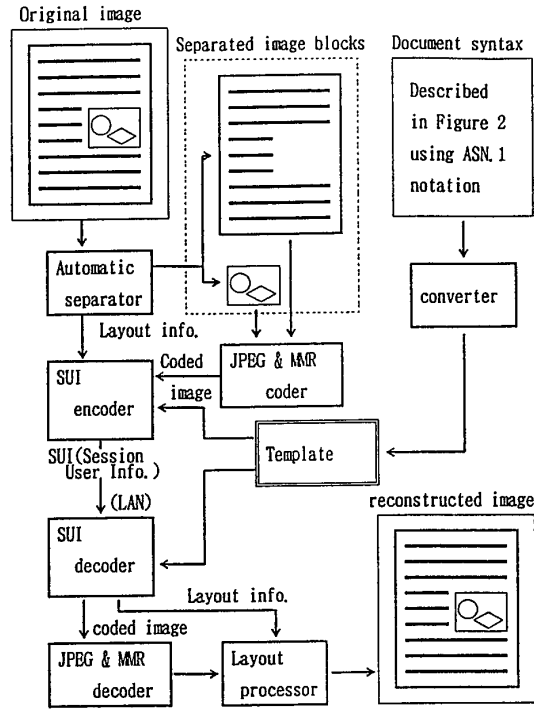 Original image
Separated image blocks
Document syntax
Described
in Figure 2
using ASN.1
notation
Automatic
separator
converter
Layout info.
SUI
encoder
Coded
image
JPEG & MMR
coder
Template
SUI(Session
User Info.)
(LAN)
SUI
decoder
reconstructed image
Layout info.
coded image
JPEG & MMR
decoder
Layout
processor